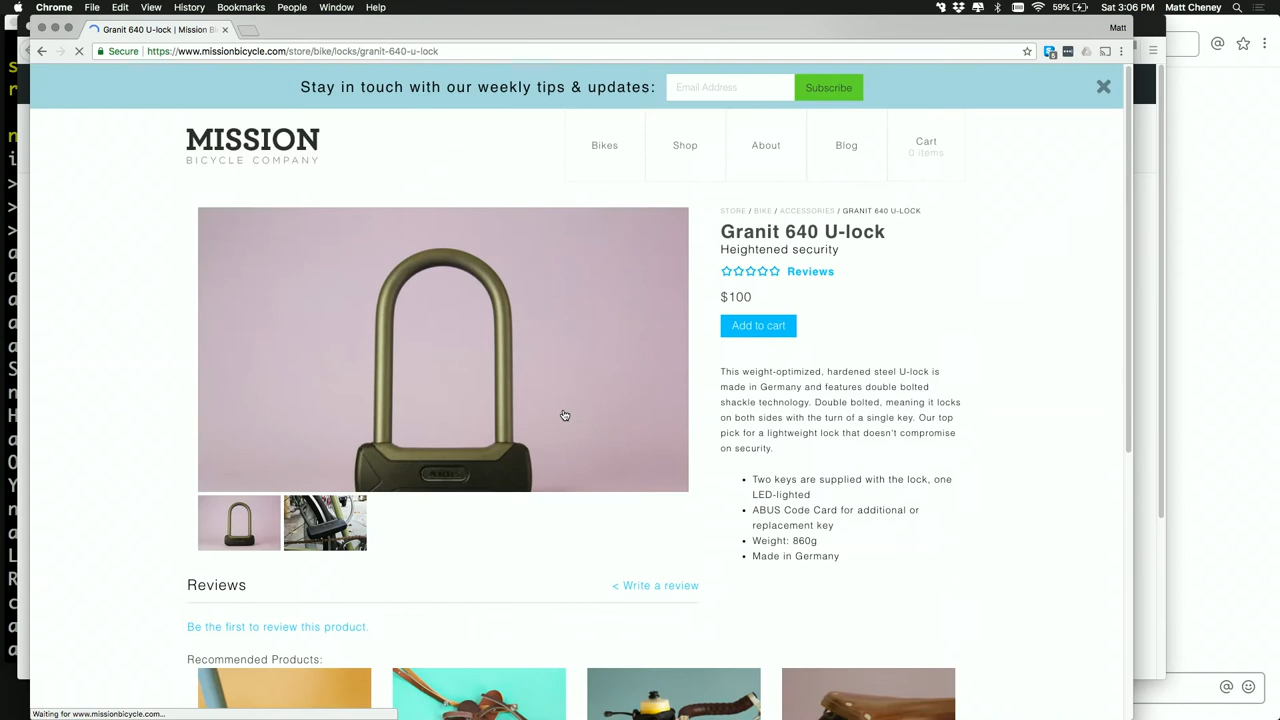 Chrome File Edit View History Bookmarks People Window Help
59% Sat 3:06 PM Matt Cheney
Granit 640 U-lock | Mission Bi
Matt
Secure https://www.missionbicycle.com/store/bike/locks/granit-640-u-lock
Stay in touch with our weekly tips & updates: Email Address Subscribe
MISSION
BICYCLE COMPANY
Bikes Shop About Blog Cart
0 items
STORE / BIKE / ACCESSORIES / GRANIT 640 U-LOCK
Granit 640 U-lock
Heightened security
Reviews
$100
Add to cart
This weight-optimized, hardened steel U-lock is
made in Germany and features double bolted
shackle technology. Double bolted, meaning it locks
on both sides with the turn of a single key. Our top
pick for a lightweight lock that doesn't compromise
on security.
• Two keys are supplied with the lock, one
LED-lighted
• ABUS Code Card for additional or
replacement key
• Weight: 860g
• Made in Germany
Reviews < Write a review
Be the first to review this product.
Recommended Products:
Waiting for www.missionbicycle.com...